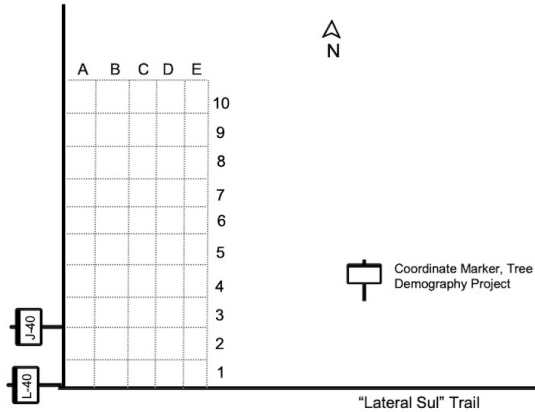 N
A B C D E
10
9
8
7
6
5
4
3
2
1
J-40
L-40
Coordinate Marker, Tree
Demography Project
“Lateral Sul” Trail